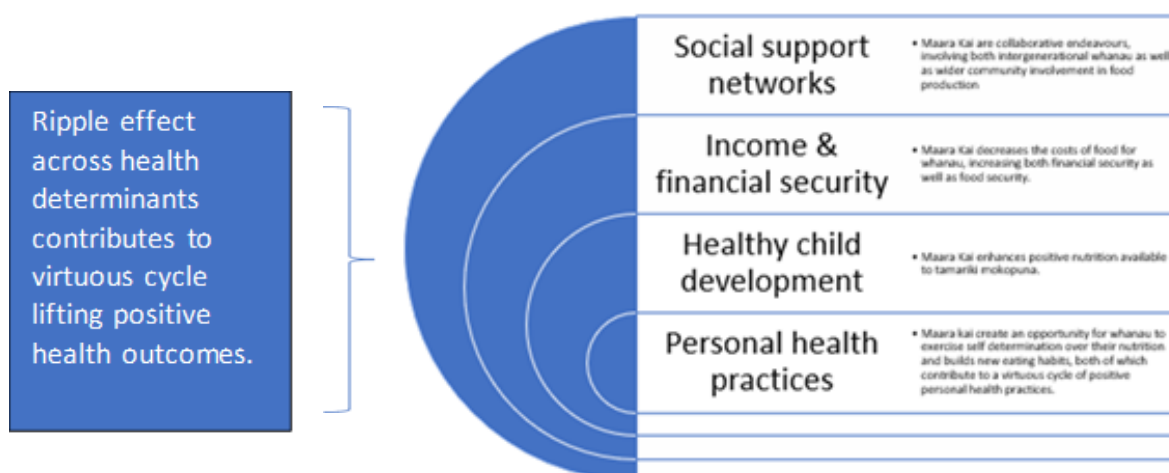 Ripple effect
across health
determinants
contributes to
virtuous cycle
lifting positive
health outcomes.
Social support
networks
• Maara Kai are collaborative endeavours,
involving both intergenerational whanau as well
as wider community involvement in food
production
Income &
financial security
• Maara Kai decreases the costs of food for
whanau, increasing both financial security as
well as food security.
Healthy child
development
• Maara Kai enhances positive nutrition available
to tamariki mokopuna.
Personal health
practices
• Maara kai create an opportunity for whanau to
exercise self determination over their nutrition
and builds new eating habits, both of which
contribute to a virtuous cycle of positive
personal health practices.